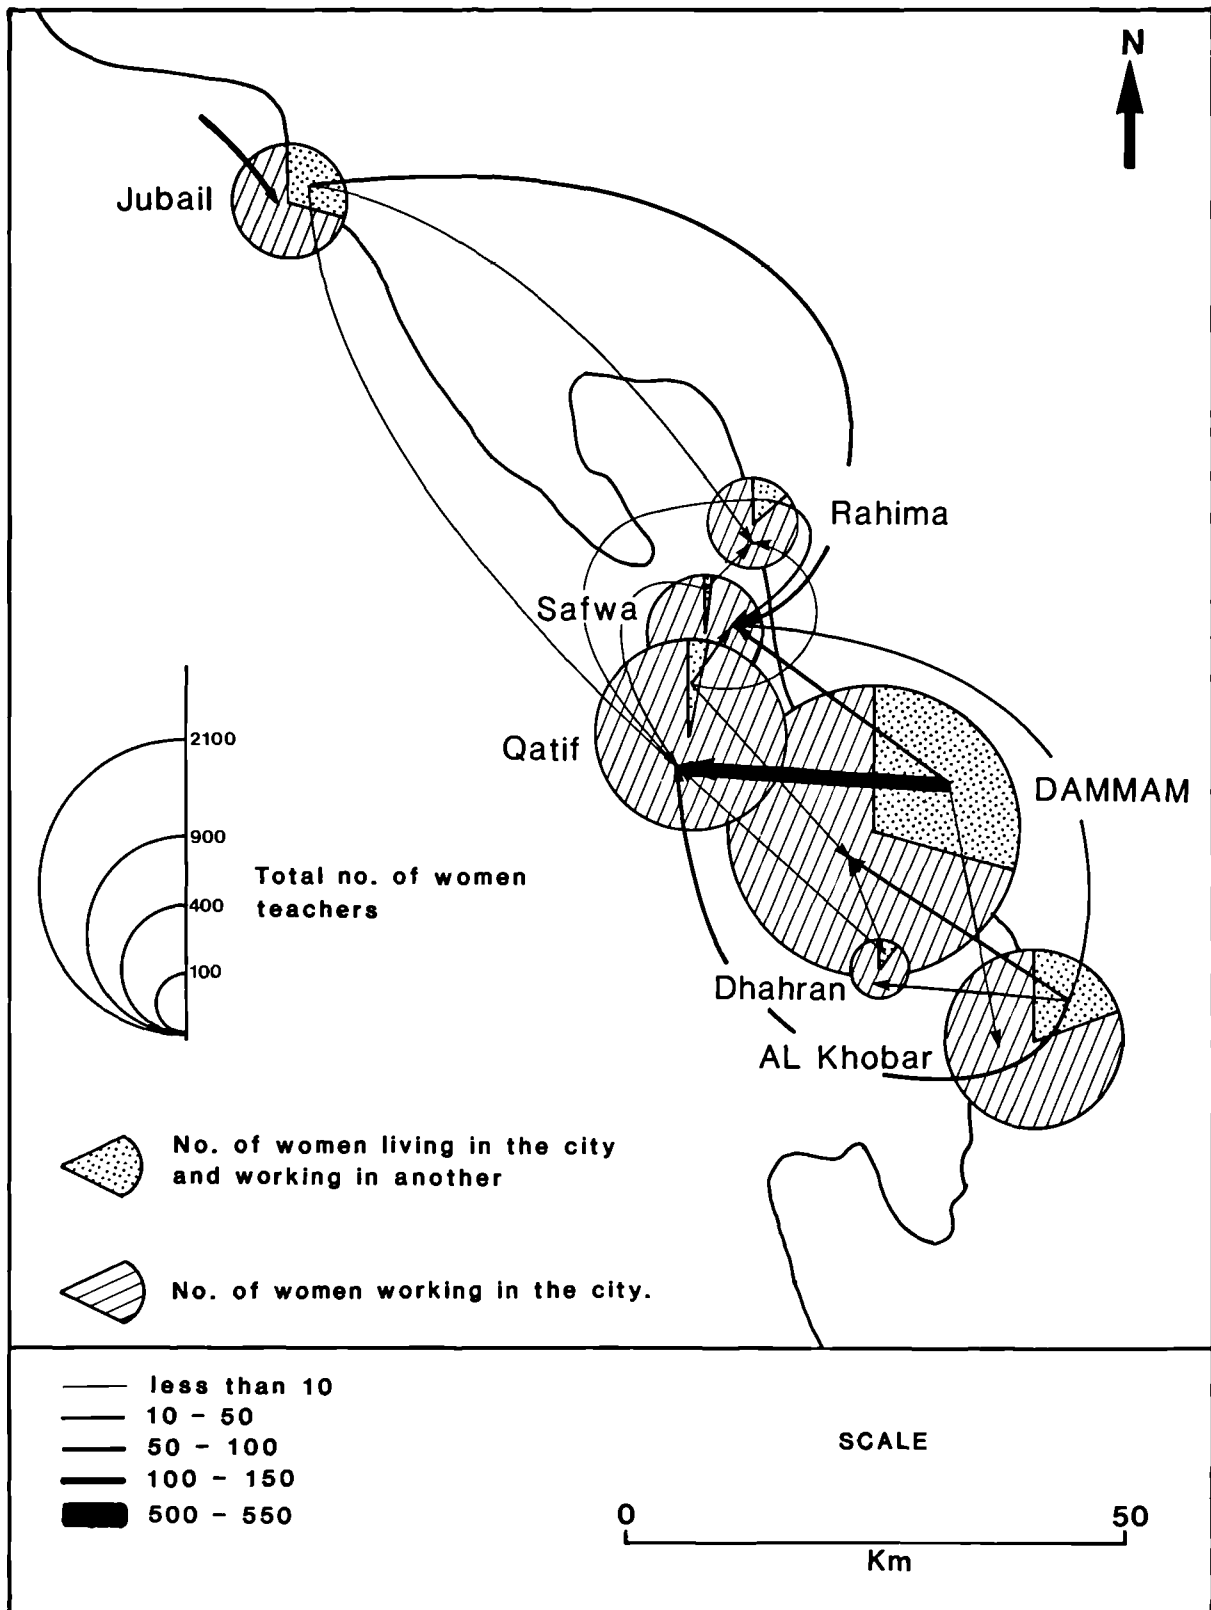 N
Jubail
Rahima
Safwa
Qatif
DAMMAM
2100
900
400
100
Total no. of women
teachers
Dhahran
AL Khobar
No. of women living in the city
and working in another
No. of women working in the city.
less than 10
10 - 50
50 - 100
100 - 150
500 - 550
SCALE
0
50
Km